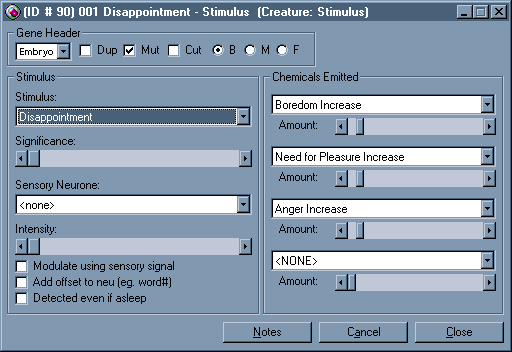 (ID # 90) 001 Disappointment - Stimulus (Creature: Stimulus)
Gene Header
Embryo Dup Mut Cut B M F
Stimulus
Stimulus:
Disappointment
Significance:
Sensory Neurone:
<none>
Intensity:
Modulate using sensory signal
Add offset to neu (eg. word#)
Detected even if asleep
Chemicals Emitted
Boredom Increase
Amount:
Need for Pleasure Increase
Amount:
Anger Increase
Amount:
<NONE>
Amount:
Notes Cancel Close